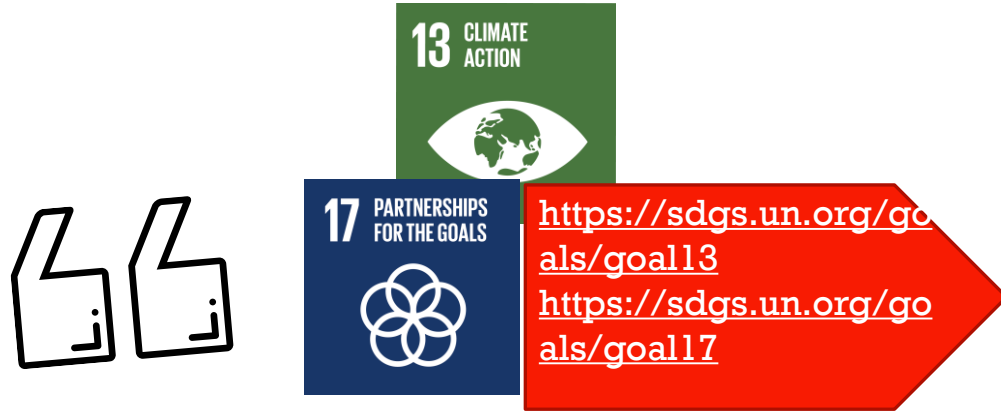 13 CLIMATE
ACTION
17 PARTNERSHIPS
FOR THE GOALS
https://sdgs.un.org/go
als/goal13
https://sdgs.un.org/go
als/goal17